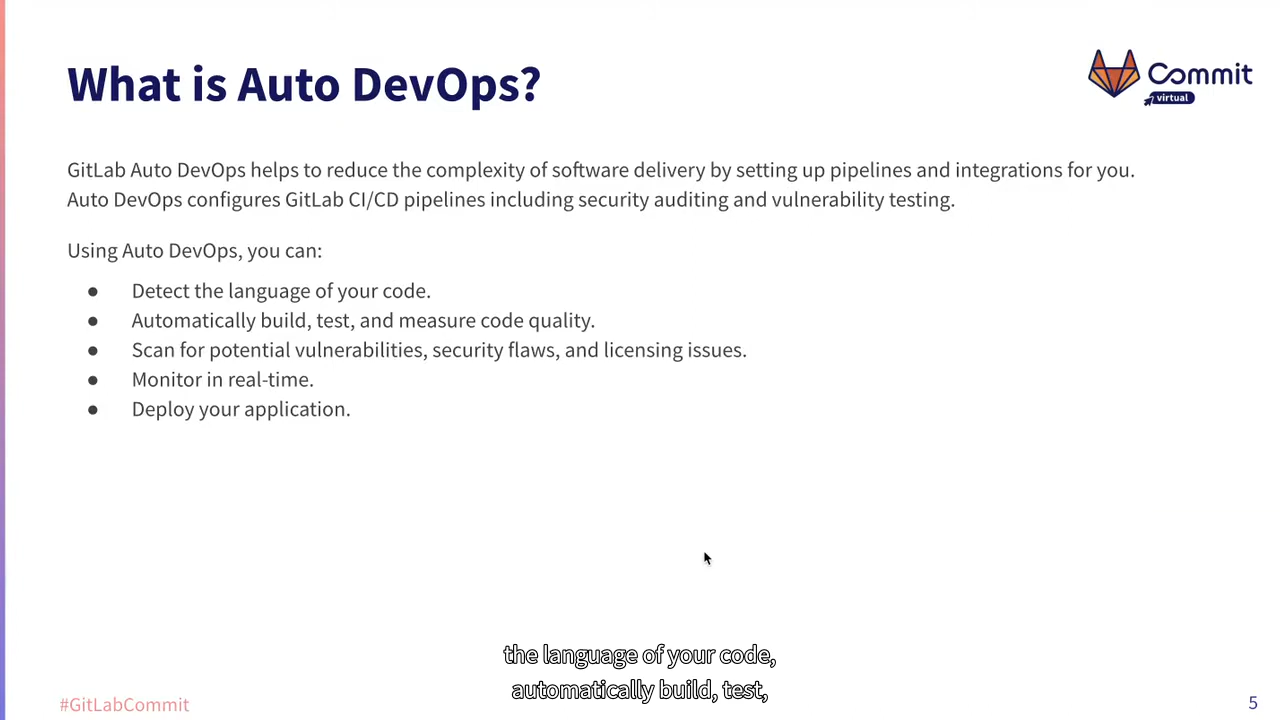 What is Auto DevOps?
Commit
virtual
GitLab Auto DevOps helps to reduce the complexity of software delivery by setting up pipelines and integrations for you.
Auto DevOps configures GitLab CI/CD pipelines including security auditing and vulnerability testing.
Using Auto DevOps, you can:
● Detect the language of your code.
● Automatically build, test, and measure code quality.
● Scan for potential vulnerabilities, security flaws, and licensing issues.
● Monitor in real-time.
● Deploy your application.
the language of your code,
automatically build, test,
#GitLabCommit
5